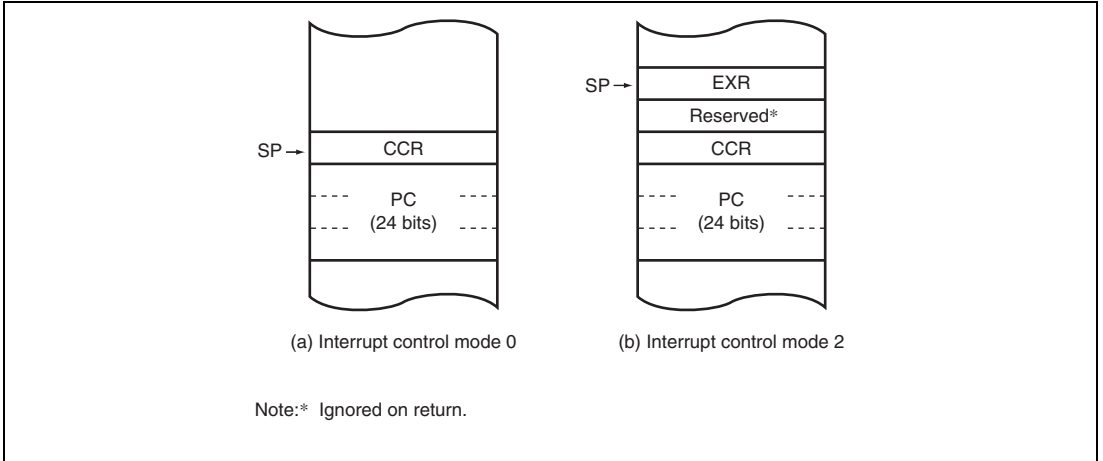 SP→ CCR
PC
(24 bits)
(a) Interrupt control mode 0
SP→ EXR
Reserved*
CCR
PC
(24 bits)
(b) Interrupt control mode 2
Note:* Ignored on return.